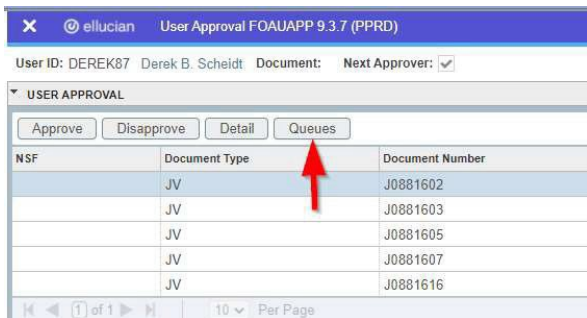 ellucian User Approval FOAUAPP 9.3.7 (PPRD)
User ID: DEREK87 Derek B. Scheidt Document: Next Approver:
USER APPROVAL
Approve Disapprove Detail Queues
NSF Document Type Document Number
JV J0881602
JV J0881603
JV J0881605
JV J0881607
JV J0881616
1 of 1 10 Per Page